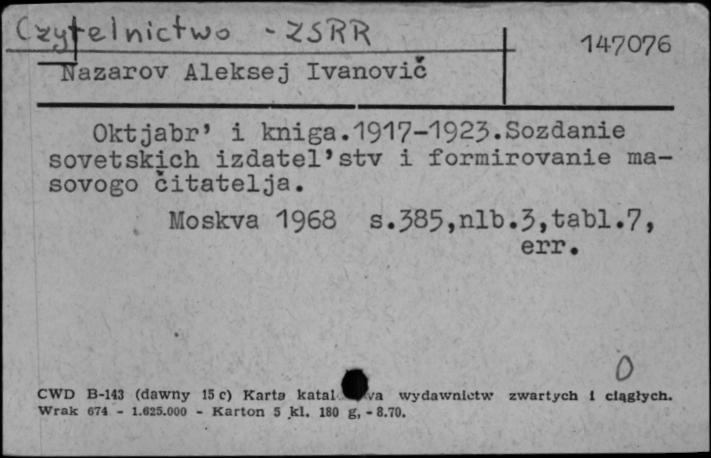 Czytelnictwo - ZSRR
147076
Nazarov Aleksej Ivanovič
Oktjabr' i kniga.1917-1923.Sozdanie
sovetskich izdatel'stv i formirovanie ma-
sovogo čitatelja.
Moskva 1968 s.385,nlb.3,tabl.7,
err.
0
CWD B-143 (dawny 15 c) Karta wydawnictw zwartych i ciągłych.
Wrak 674 - 1.625.000 - Karton 5 kl. 180 g, - 8.70.